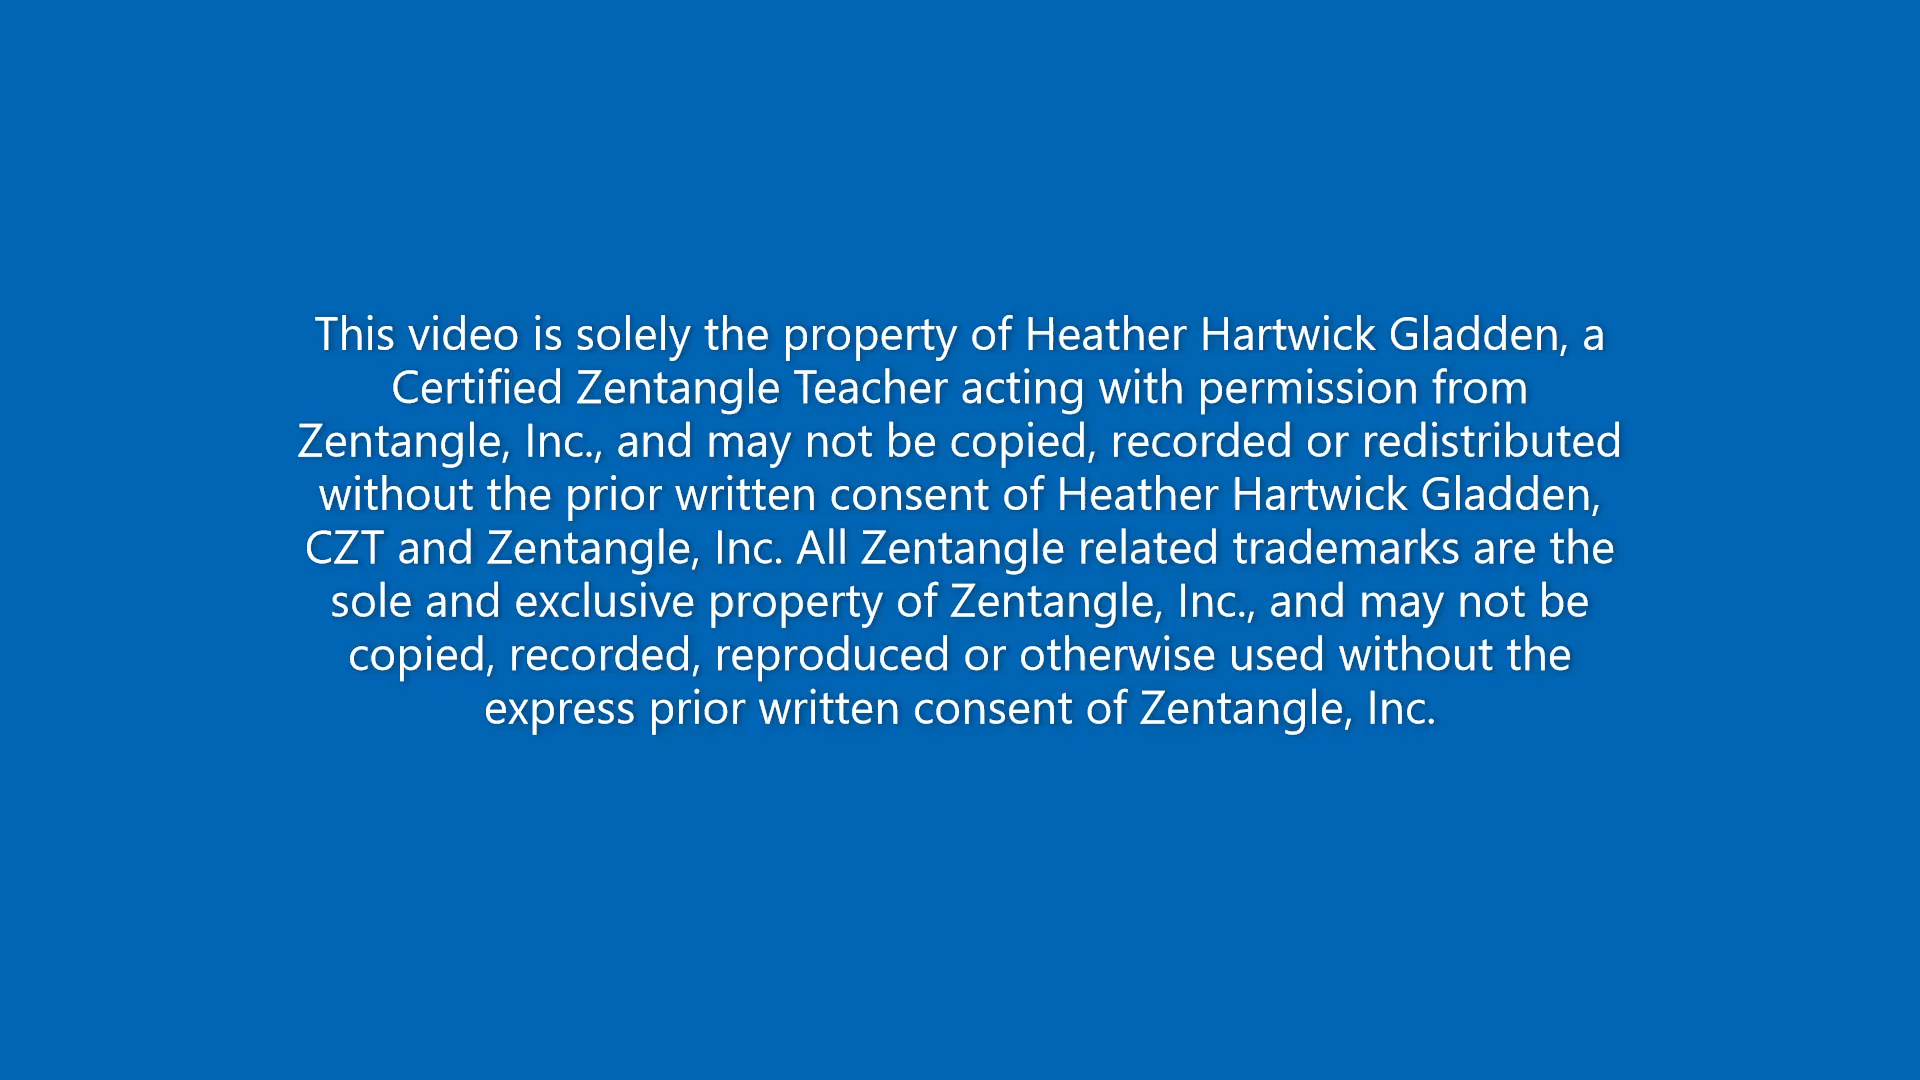 This video is solely the property of Heather Hartwick Gladden, a
Certified Zentangle Teacher acting with permission from
Zentangle, Inc., and may not be copied, recorded or redistributed
without the prior written consent of Heather Hartwick Gladden,
CZT and Zentangle, Inc. All Zentangle related trademarks are the
sole and exclusive property of Zentangle, Inc., and may not be
copied, recorded, reproduced or otherwise used without the
express prior written consent of Zentangle, Inc.